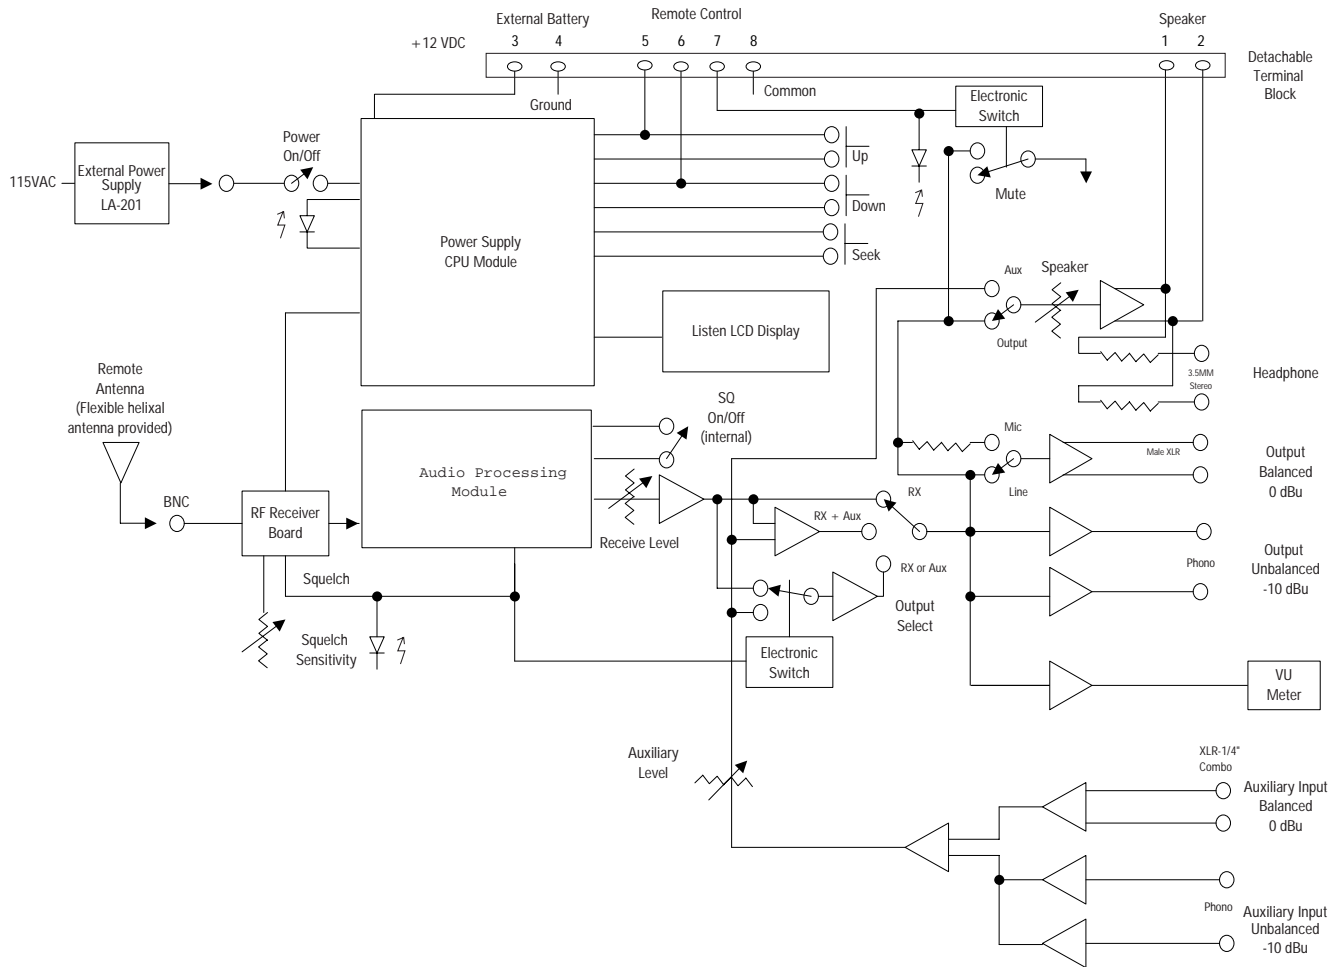 External Battery
Remote Control
Speaker
+12 VDC
3
4
5
6
7
8
1
2
Detachable
Terminal
Block
Ground
Common
Electronic
Switch
Power
On/Off
115VAC
External Power
Supply
LA-201
Up
Down
Seek
Mute
Power Supply
CPU Module
Aux
Speaker
Output
Listen LCD Display
3.5MM
Stereo
Headphone
Remote
Antenna
(Flexible helixal
antenna provided)
SQ
On/Off
(internal)
Mic
Male XLR
Line
Output
Balanced
0 dBu
Audio Processing
Module
BNC
RF Receiver
Board
Receive Level
RX
RX + Aux
Phono
Output
Unbalanced
-10 dBu
Squelch
RX or Aux
Output
Select
Squelch
Sensitivity
Electronic
Switch
VU
Meter
Auxiliary
Level
XLR-1/4"
Combo
Auxiliary Input
Balanced
0 dBu
Phono
Auxiliary Input
Unbalanced
-10 dBu